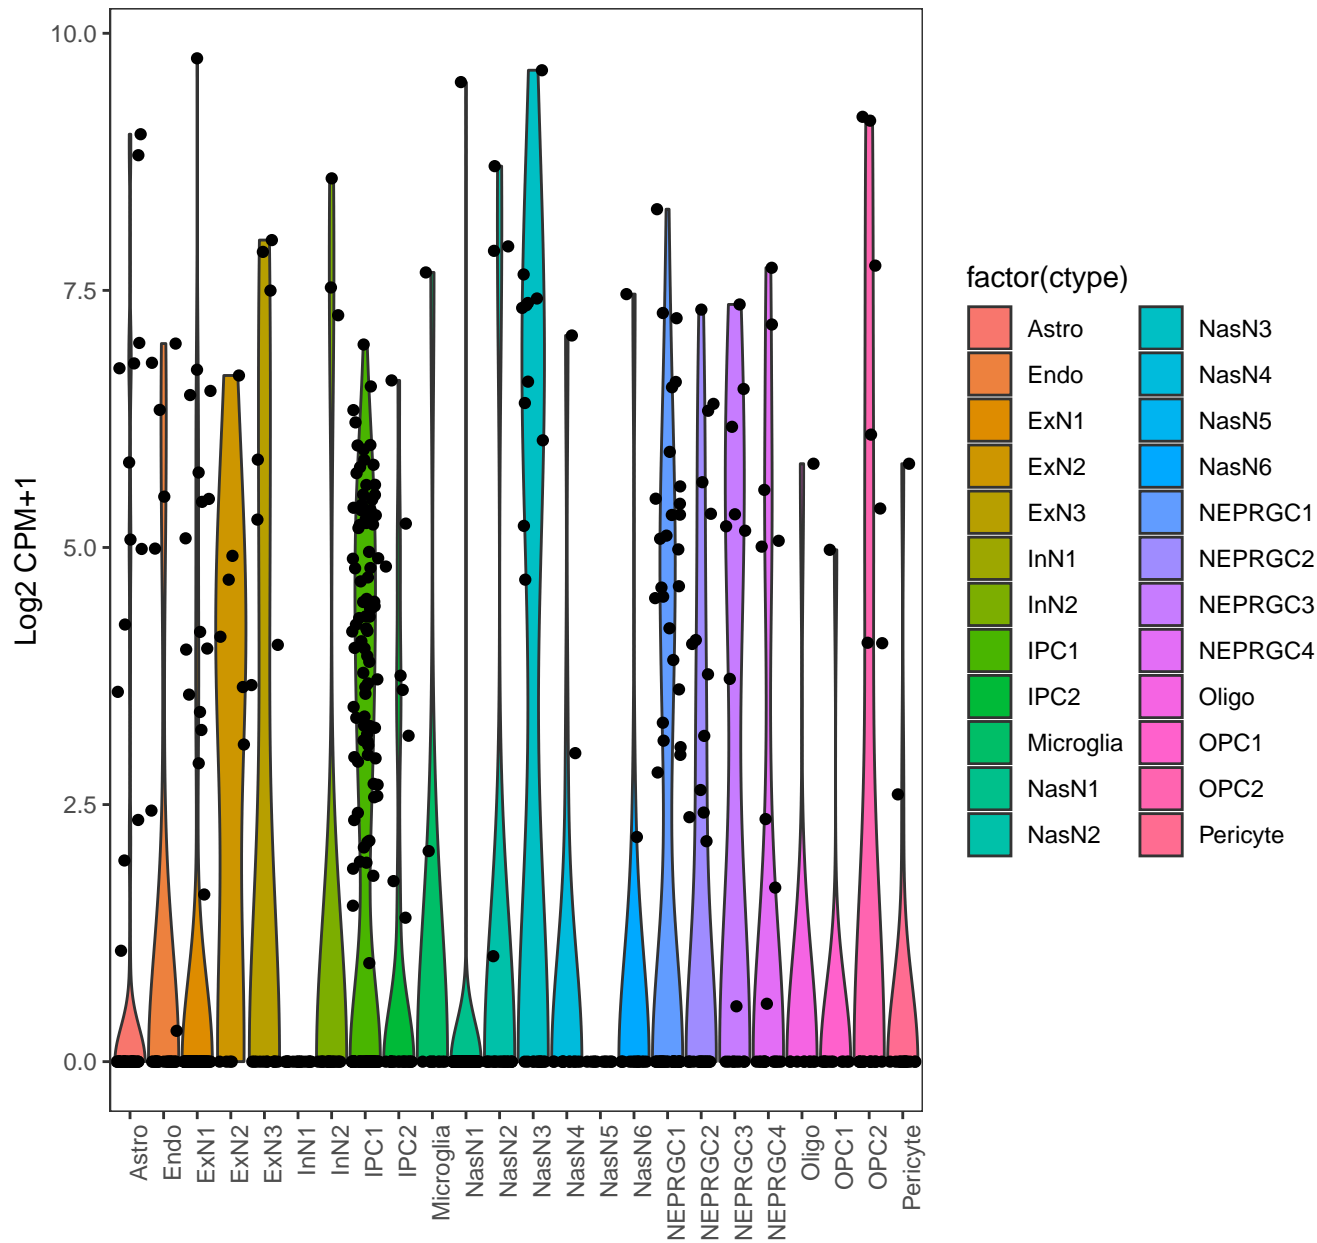 10.0
7.5
5.0
2.5
0.0
Log2 CPM+1
Astro
Endo
ExN1
ExN2
ExN3
InN1
InN2
IPC1
IPC2
Microglia
NasN1
NasN2
NasN3
NasN4
NasN5
NasN6
NEPRGC1
NEPRGC2
NEPRGC3
NEPRGC4
Oligo
OPC1
OPC2
Pericyte
factor(ctype)
Astro
Endo
ExN1
ExN2
ExN3
InN1
InN2
IPC1
IPC2
Microglia
NasN1
NasN2
NasN3
NasN4
NasN5
NasN6
NEPRGC1
NEPRGC2
NEPRGC3
NEPRGC4
Oligo
OPC1
OPC2
Pericyte